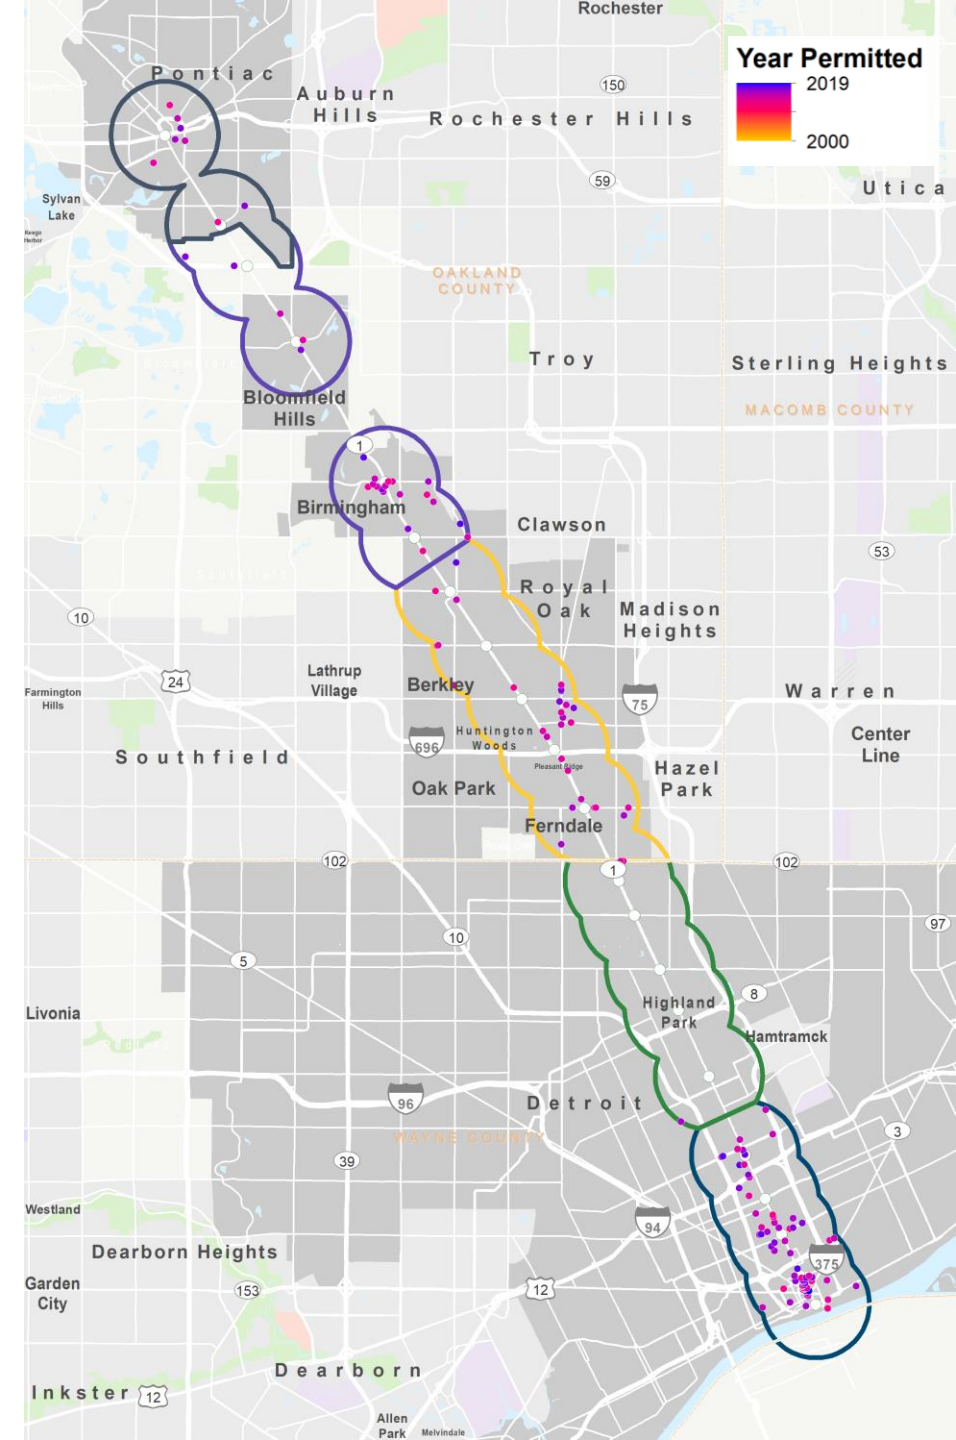 Rochester
Year Permitted
2019
2000
Pontiac
150
Auburn
Hills
Rochester Hills
59
Utica
Sylvan
Lake
Keego
Harbor
OAKLAND
COUNTY
Troy
Sterling Heights
MACOMB COUNTY
Bloomfield
Hills
1
Birmingham
Clawson
53
Royal
Oak
Madison
Heights
10
Lathrup
Village
24
Berkley
75
Warren
Farmington
Hills
Huntington
Woods
696
Center
Line
Southfield
Pleasant Ridge
Hazel
Park
Oak Park
Ferndale
102
1
102
97
10
5
8
Highland
Park
Livonia
Hamtramck
96
Detroit
3
WAYNE COUNTY
39
Westland
94
Dearborn Heights
375
Garden
City
153
12
Dearborn
Inkster
12
Allen
Park
Melvindale